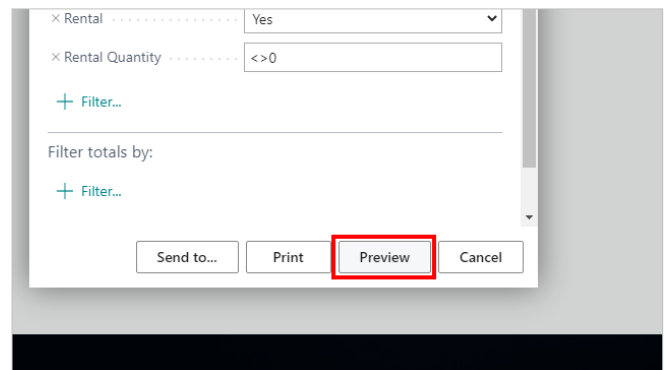 × Rental Yes
× Rental Quantity <>0
+ Filter...
Filter totals by:
+ Filter...
Send to... Print Preview Cancel